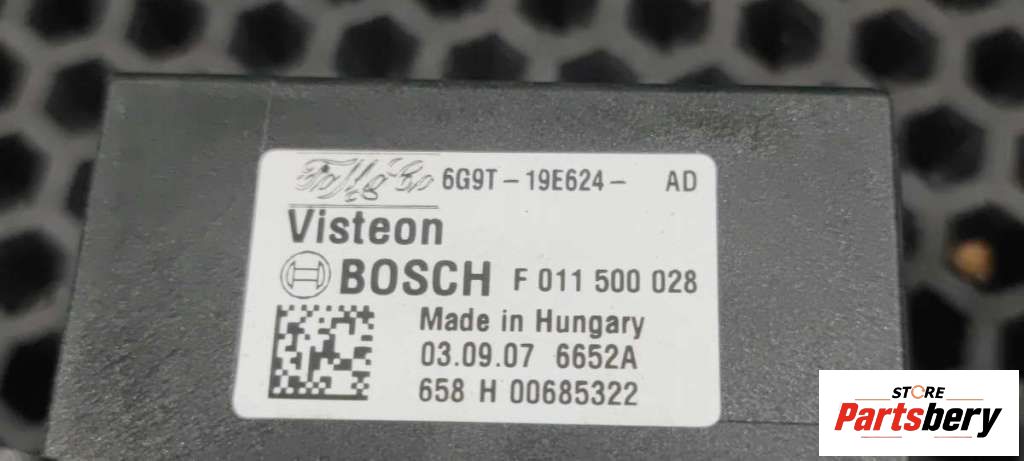 6G9T - 19E624 - AD
Visteon
BOSCH F 011 500 028
Made in Hungary
03.09.07 6652A
658 H 00685322
STORE
Partsbery